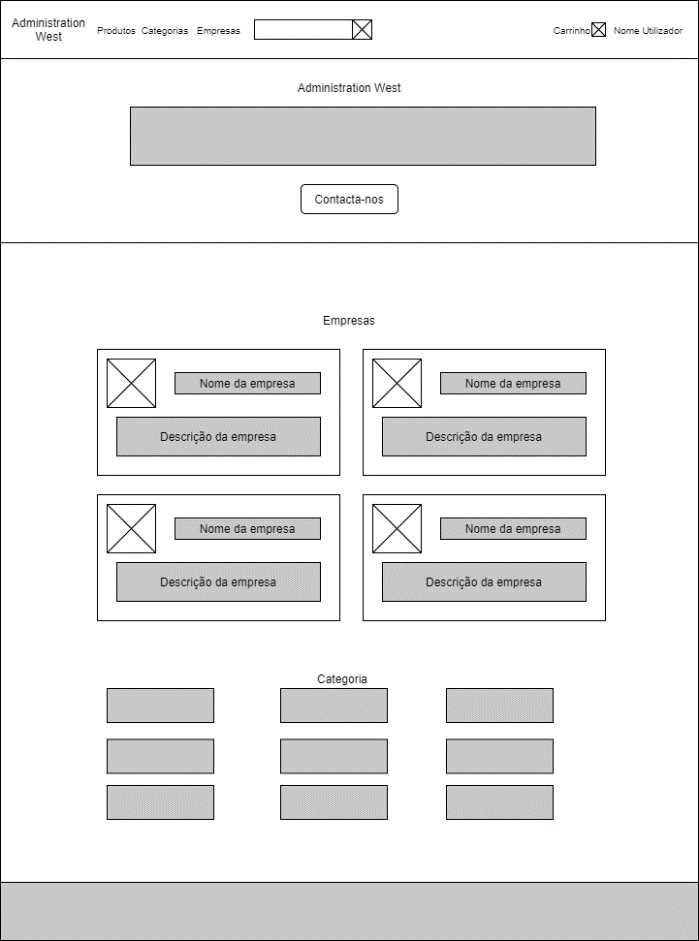 Administration
West
Produtos Categorias Empresas
Carrinho Nome Utilizador
Administration West
Contacta-nos
Empresas
Nome da empresa
Descrição da empresa
Nome da empresa
Descrição da empresa
Nome da empresa
Descrição da empresa
Nome da empresa
Descrição da empresa
Categoria